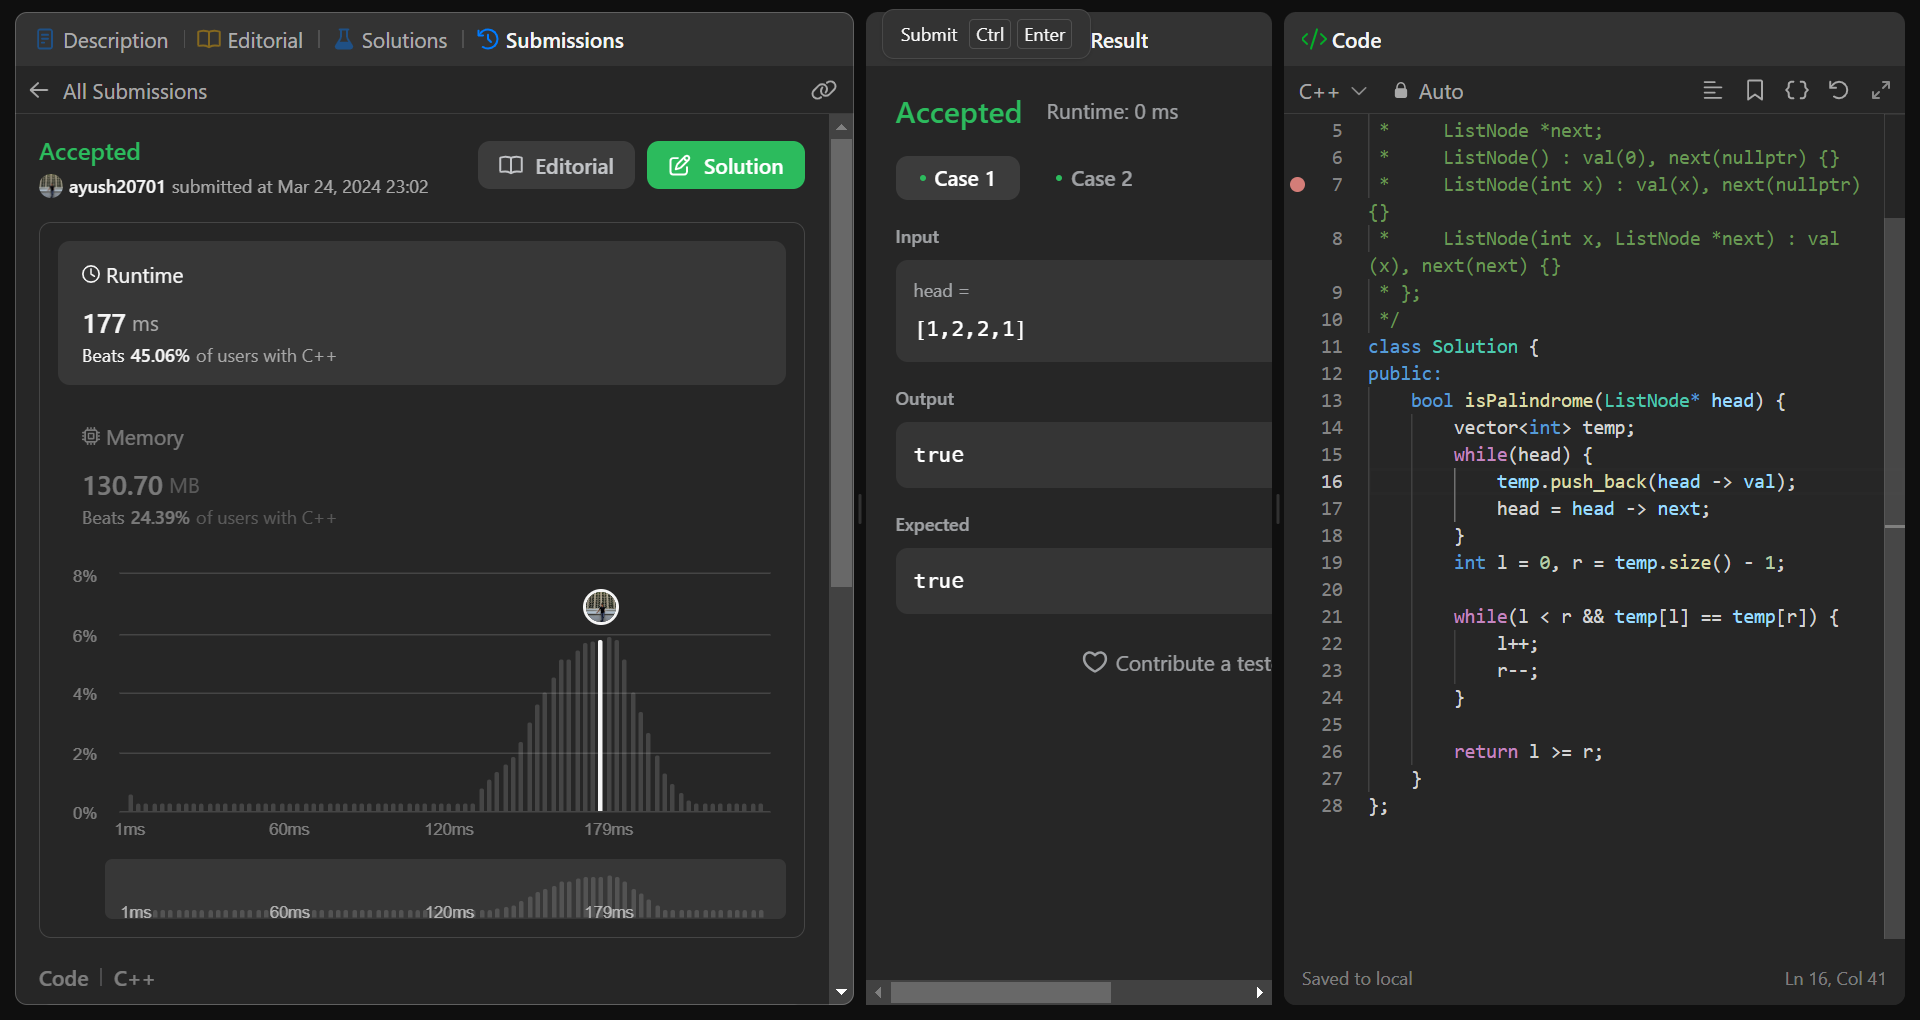 Description
Editorial
Solutions
Submissions
All Submissions
Accepted
ayush20701 submitted at Mar 24, 2024 23:02
Editorial
Solution
Runtime
177 ms
Beats 45.06% of users with C++
Memory
130.70 MB
Beats 24.39% of users with C++
8%
6%
4%
2%
0%
1ms
60ms
120ms
179ms
1ms
60ms
120ms
179ms
Code
C++
Submit Ctrl Enter
Result
Accepted
Runtime: 0 ms
• Case 1
• Case 2
Input
head =
[1,2,2,1]
Output
true
Expected
true
Contribute a test
</> Code
C++
Auto
5 *     ListNode *next;
6 *     ListNode() : val(0), next(nullptr) {}
7 *     ListNode(int x) : val(x), next(nullptr)
{}
8 *     ListNode(int x, ListNode *next) : val
(x), next(next) {}
9 * };
10 */
11 class Solution {
12 public:
13     bool isPalindrome(ListNode* head) {
14         vector<int> temp;
15         while(head) {
16             temp.push_back(head -> val);
17             head = head -> next;
18         }
19         int l = 0, r = temp.size() - 1;
20
21         while(l < r && temp[l] == temp[r]) {
22             l++;
23             r--;
24         }
25
26         return l >= r;
27     }
28 };
Saved to local
Ln 16, Col 41